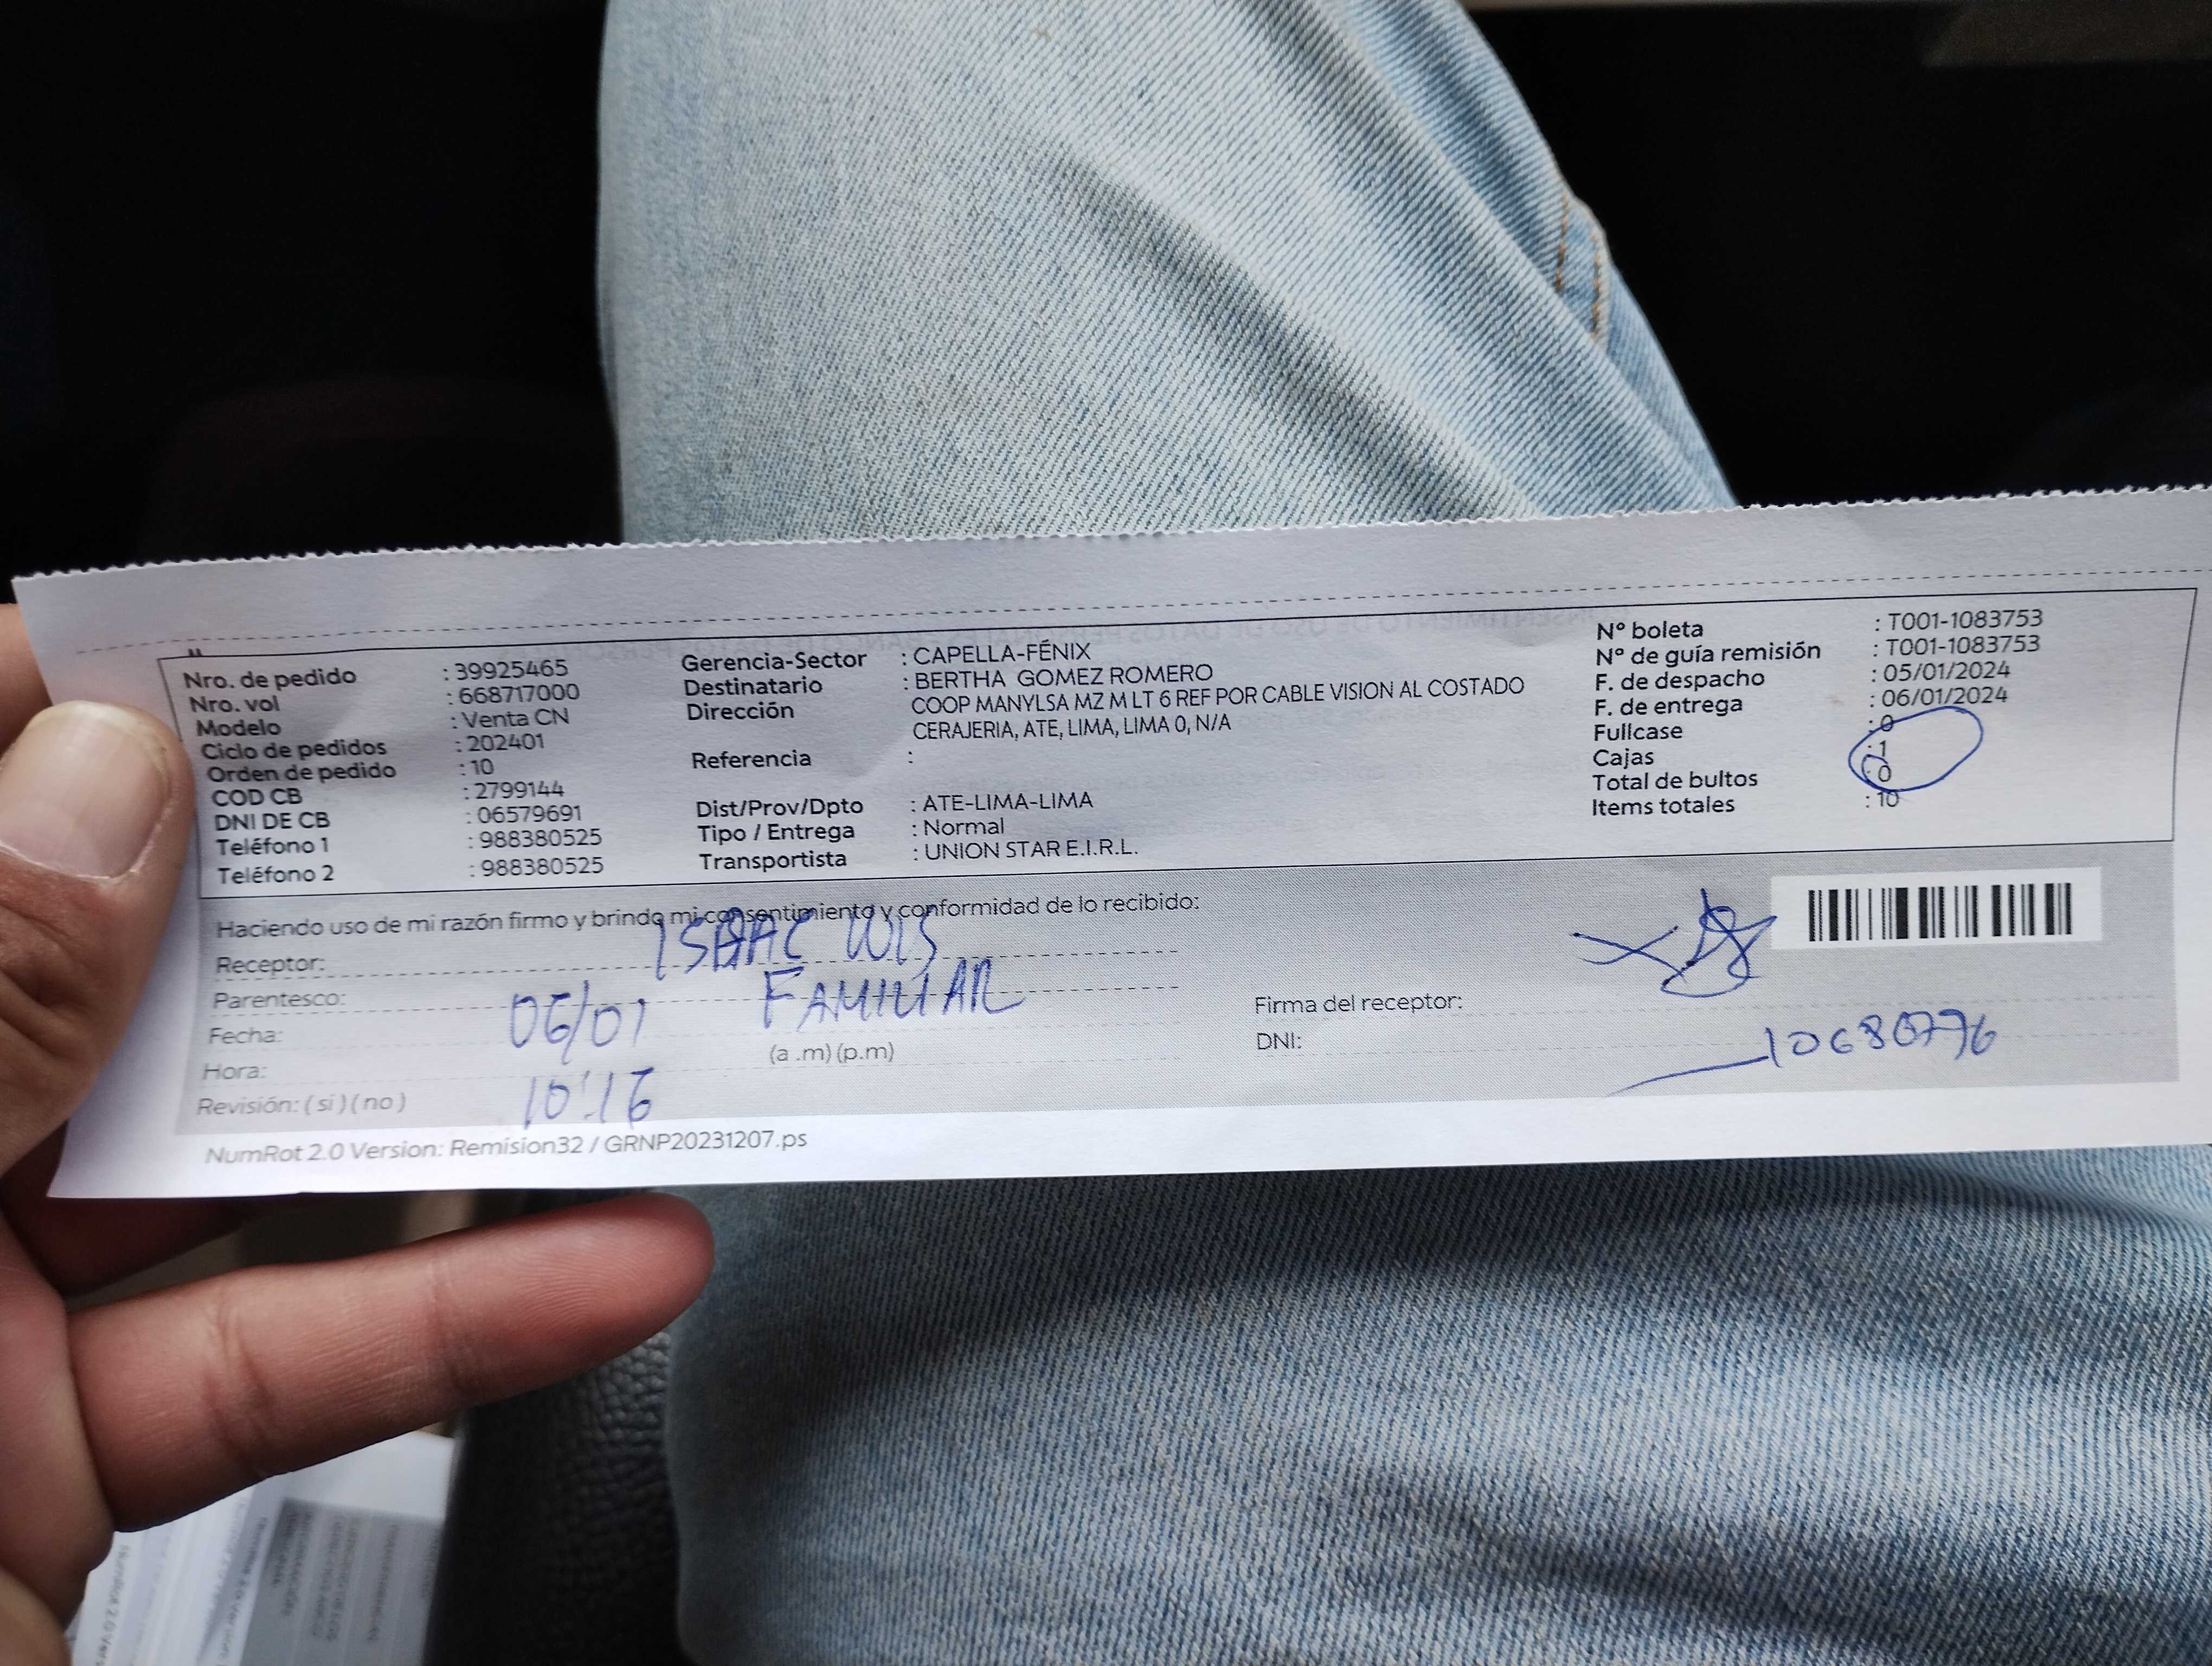 Nro. de pedido : 39925465
Nro. vol : 668717000
Modelo : Venta CN
Ciclo de pedidos : 202401
Orden de pedido : 10
COD CB : 2799144
DNI DE CB : 06579691
Teléfono 1 : 988380525
Teléfono 2 : 988380525
Gerencia-Sector : CAPELLA-FÉNIX
Destinatario : BERTHA GOMEZ ROMERO
Dirección COOP MANYLSA MZ M LT 6 REF POR CABLE VISION AL COSTADO
CERAJERIA, ATE, LIMA, LIMA 0, N/A
Referencia :
Dist/Prov/Dpto : ATE-LIMA-LIMA
Tipo / Entrega : Normal
Transportista : UNION STAR E.I.R.L.
Nº boleta : T001-1083753
Nº de guía remisión : T001-1083753
F. de despacho : 05/01/2024
F. de entrega : 06/01/2024
Fullcase : 0
Cajas : 1
Total de bultos : 0
Items totales : 10
Haciendo uso de mi razón firmo y brindo mi consentimiento y conformidad de lo recibido:
Receptor: ISAAC LUIS
Parentesco: FAMILIAR
Fecha: 06/01
Hora: 10:16 (a .m) (p.m)
Revisión: ( si ) ( no )
Firma del receptor:
DNI: 10680796
NumRot 2.0 Version: Remision32 / GRNP20231207.ps